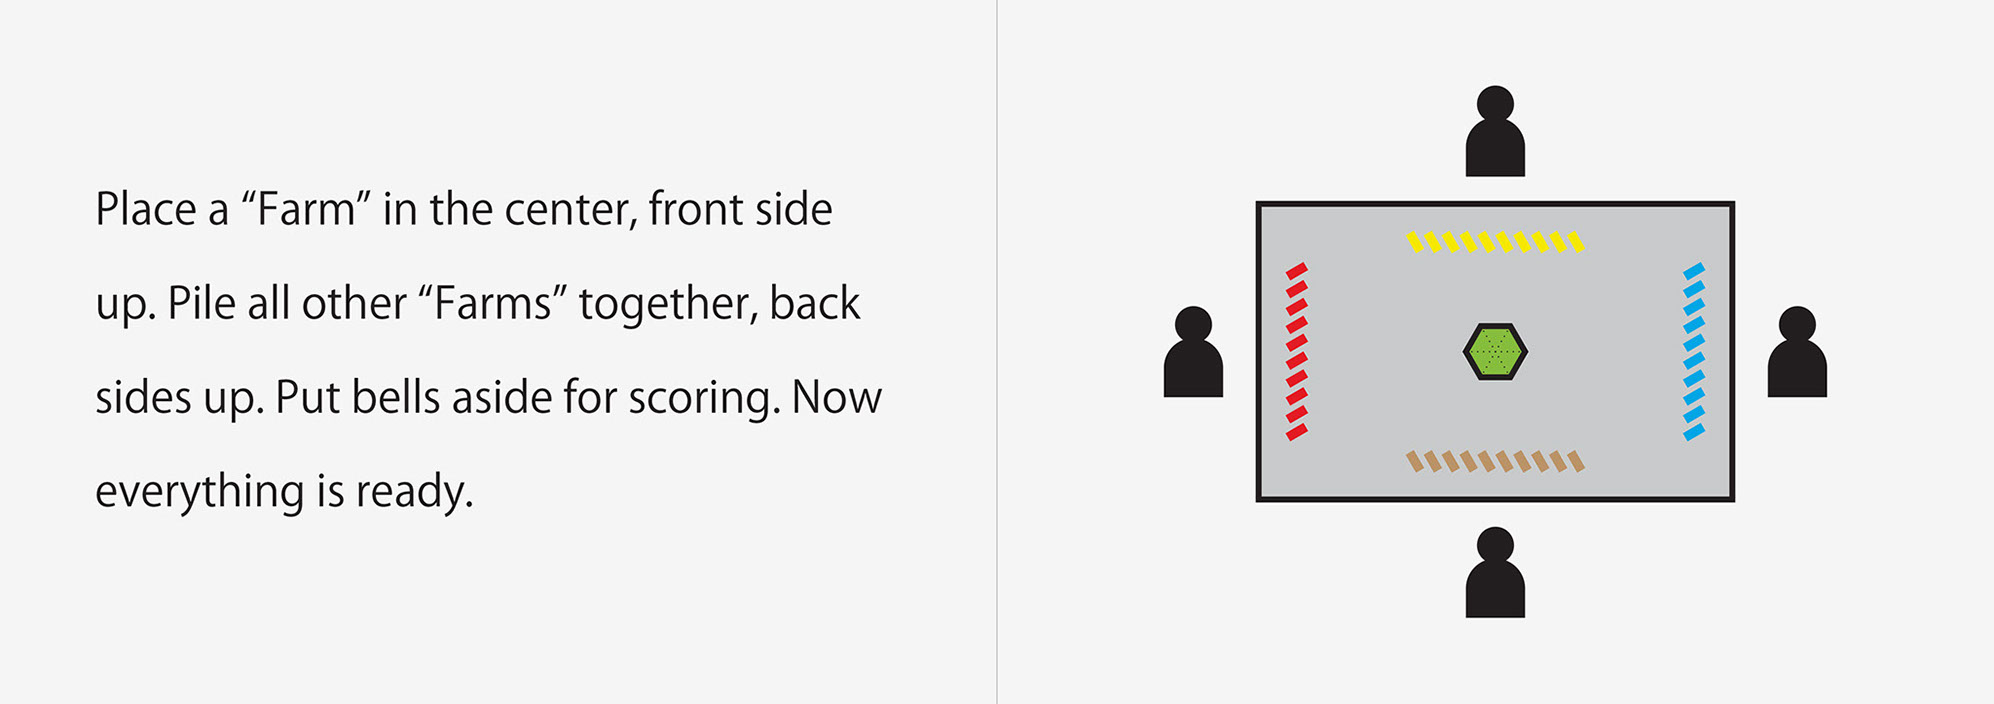 Place a “Farm” in the center, front side
up. Pile all other “Farms” together, back
sides up. Put bells aside for scoring. Now
everything is ready.